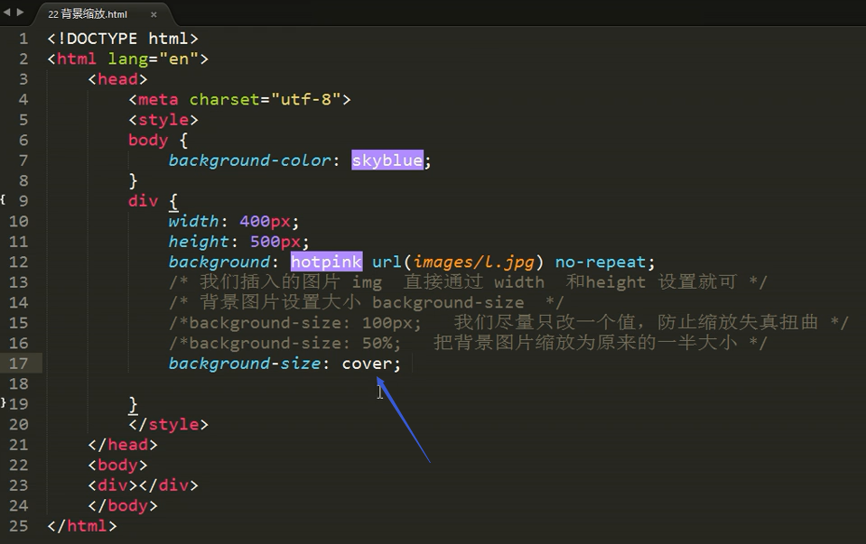 22 背景缩放.html ×
1 <!DOCTYPE html>
2 <html lang="en">
3     <head>
4         <meta charset="utf-8">
5         <style>
6         body {
7             background-color: skyblue;
8         }
9         div {
10             width: 400px;
11             height: 500px;
12             background: hotpink url(images/l.jpg) no-repeat;
13             /* 我们插入的图片 img  直接通过 width  和height 设置就可 */
14             /* 背景图片设置大小 background-size  */
15             /*background-size: 100px;   我们尽量只改一个值，防止缩放失真扭曲 */
16             /*background-size: 50%;   把背景图片缩放为原来的一半大小 */
17             background-size: cover;
18
19         }
20         </style>
21     </head>
22     <body>
23     <div></div>
24     </body>
25 </html>